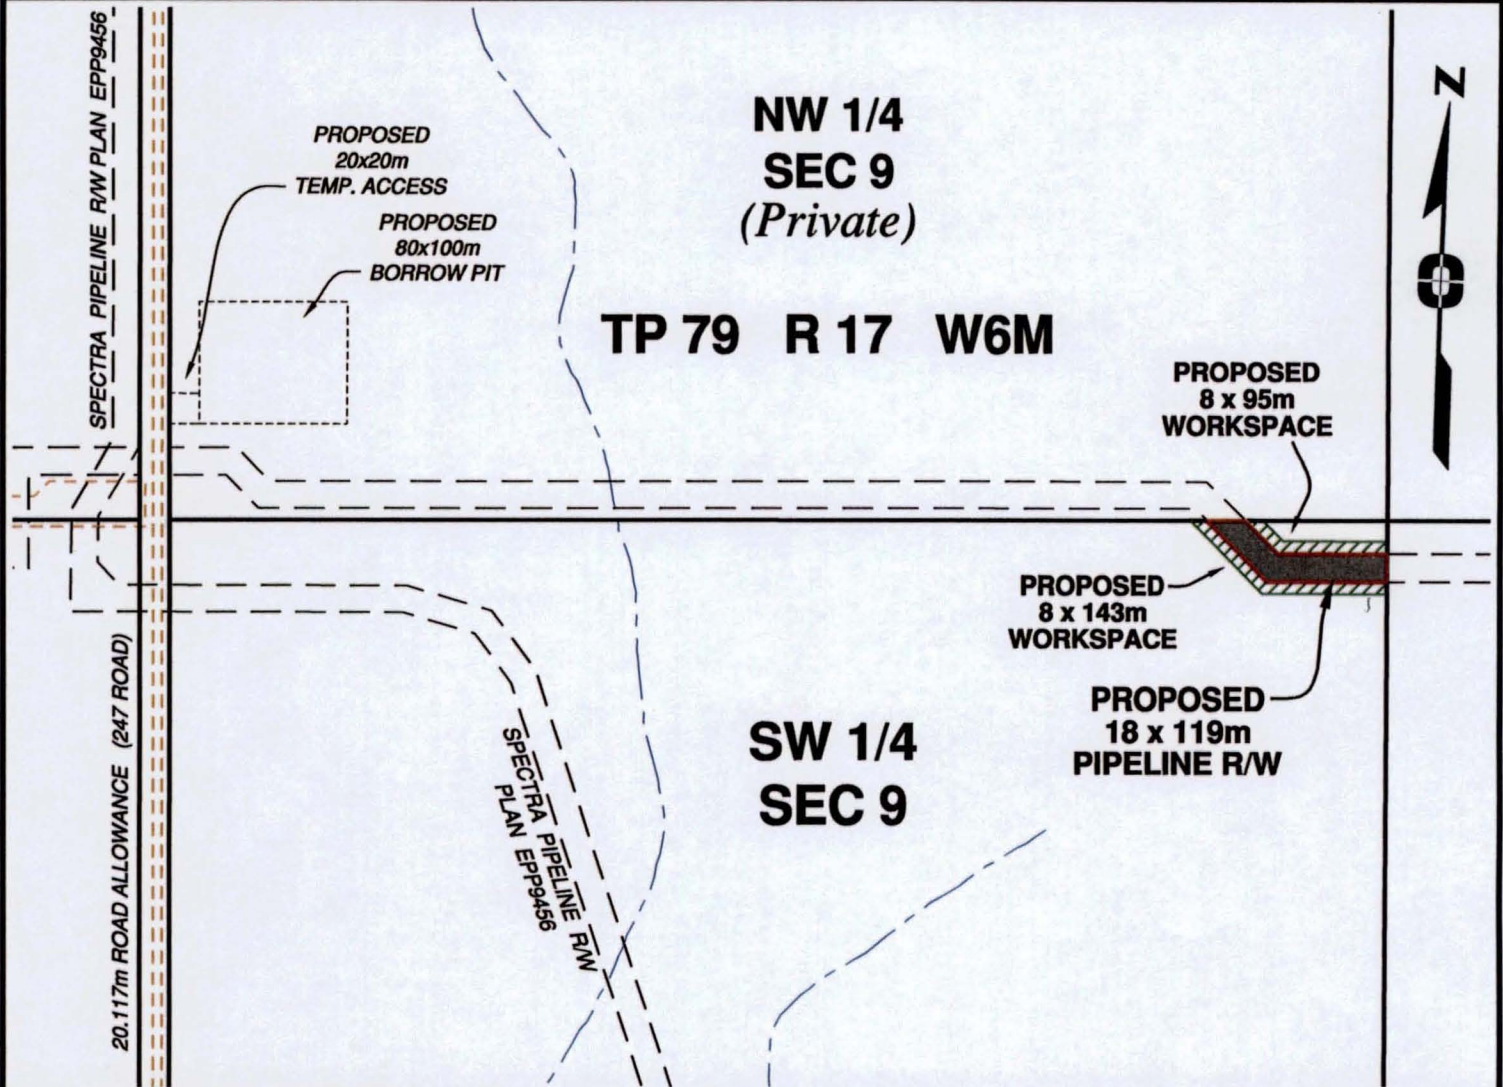 SPECTRA PIPELINE R/W PLAN EPP9456
PROPOSED
20x20m
TEMP. ACCESS
PROPOSED
80x100m
BORROW PIT
NW 1/4
SEC 9
(Private)
TP 79 R 17 W6M
N
PROPOSED
8 x 95m
WORKSPACE
PROPOSED
8 x 143m
WORKSPACE
PROPOSED
18 x 119m
PIPELINE R/W
SW 1/4
SEC 9
SPECTRA PIPELINE R/W
PLAN EPP9456
20.117m ROAD ALLOWANCE (247 ROAD)